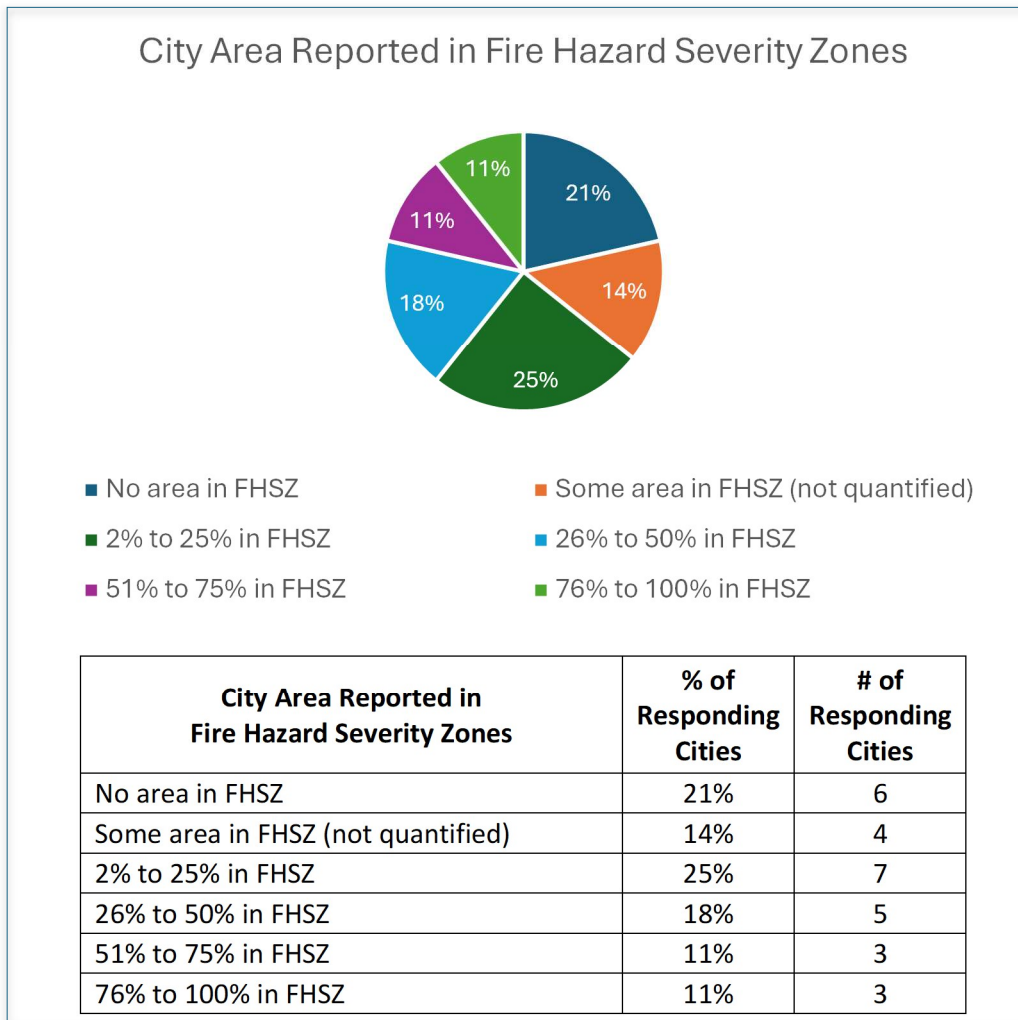 City Area Reported in Fire Hazard Severity Zones
11%
21%
11%
14%
18%
25%
No area in FHSZ
Some area in FHSZ (not quantified)
2% to 25% in FHSZ
26% to 50% in FHSZ
51% to 75% in FHSZ
76% to 100% in FHSZ
City Area Reported in
Fire Hazard Severity Zones
% of
Responding
Cities
# of
Responding
Cities
No area in FHSZ 21% 6
Some area in FHSZ (not quantified) 14% 4
2% to 25% in FHSZ 25% 7
26% to 50% in FHSZ 18% 5
51% to 75% in FHSZ 11% 3
76% to 100% in FHSZ 11% 3